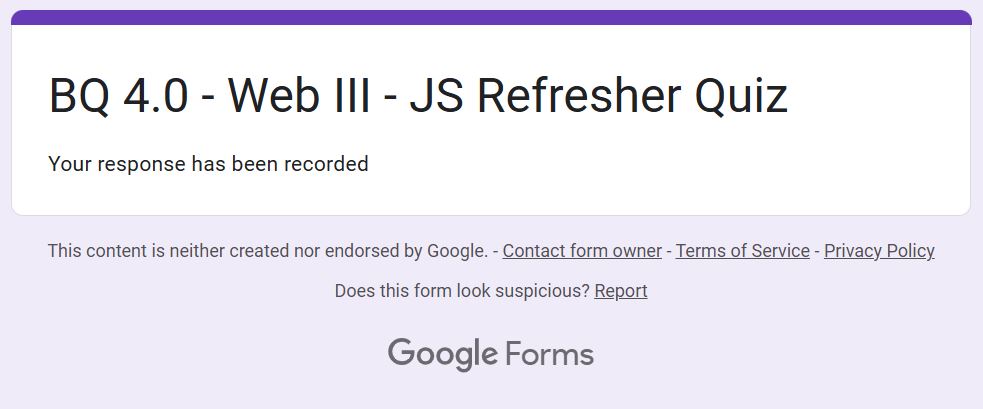 BQ 4.0 - Web III - JS Refresher Quiz
Your response has been recorded
This content is neither created nor endorsed by Google. - Contact form owner - Terms of Service - Privacy Policy
Does this form look suspicious? Report
Google Forms